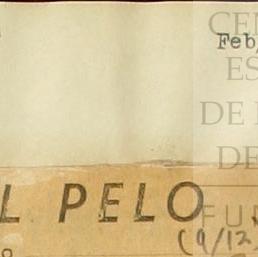 CE
Feb/
ES
DE
DE
L PELO
FU
(9/12,